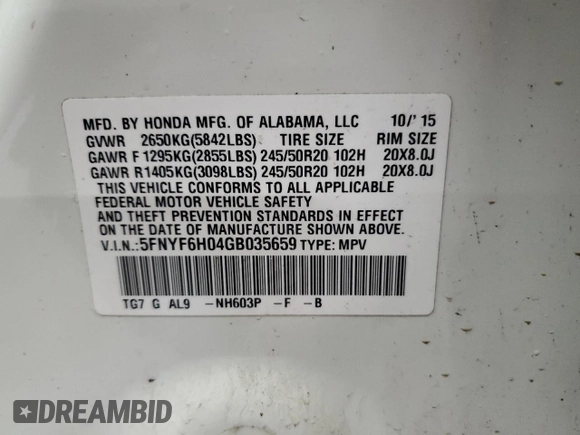 MFD. BY HONDA MFG. OF ALABAMA, LLC 10/'15
GVWR 2650KG(5842LBS) TIRE SIZE RIM SIZE
GAWR F 1295KG(2855LBS) 245/50R20 102H 20X8.0J
GAWR R1405KG(3098LBS) 245/50R20 102H 20X8.0J
THIS VEHICLE CONFORMS TO ALL APPLICABLE
FEDERAL MOTOR VEHICLE SAFETY
AND THEFT PREVENTION STANDARDS IN EFFECT
ON THE DATE OF MANUFACTURE SHOWN ABOVE.
V.I.N.:5FNYF6H04GB035659 TYPE: MPV
TG7 G AL9 -NH603P -F -B
DREAMBID